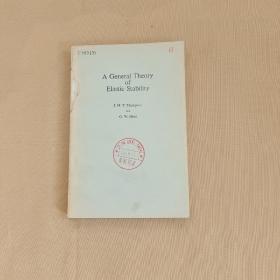 A General Theory
of
Elastic Stability
J. M. T. Thompson
and
G. W. Hunt